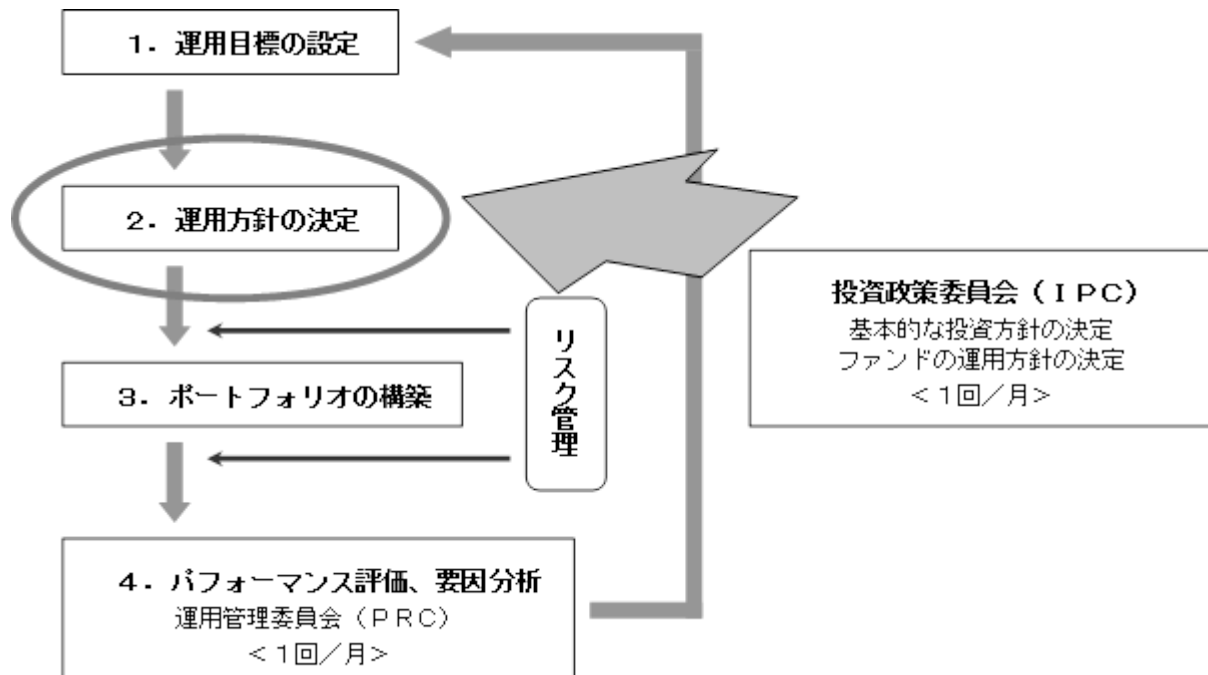 1．運用目標の設定
2．運用方針の決定
投資政策委員会（IPC）
基本的な投資方針の決定
ファンドの運用方針の決定
＜1回／月＞
リスク管理
3．ポートフォリオの構築
4．パフォーマンス評価、要因分析
運用管理委員会（PRC）
＜1回／月＞